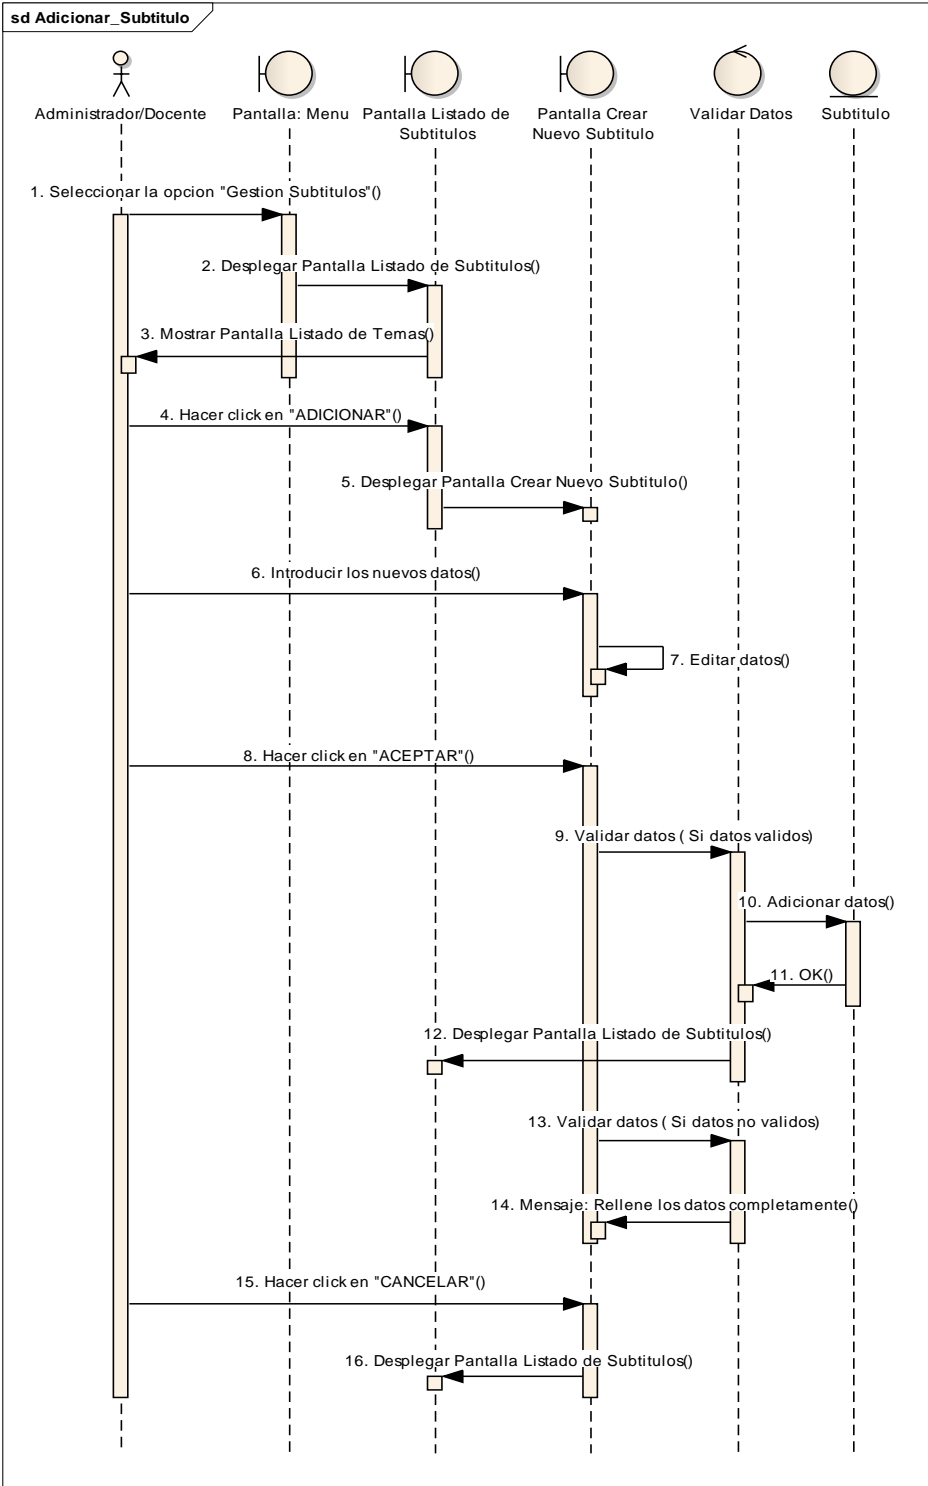 sd Adicionar_Subtitulo
Administrador/Docente
Pantalla: Menu
Pantalla Listado de
Subtitulos
Pantalla Crear
Nuevo Subtitulo
Validar Datos
Subtitulo
1. Seleccionar la opcion "Gestion Subtitulos"()
2. Desplegar Pantalla Listado de Subtitulos()
3. Mostrar Pantalla Listado de Temas()
4. Hacer click en "ADICIONAR"()
5. Desplegar Pantalla Crear Nuevo Subtitulo()
6. Introducir los nuevos datos()
7. Editar datos()
8. Hacer click en "ACEPTAR"()
9. Validar datos ( Si datos validos)
10. Adicionar datos()
11. OK()
12. Desplegar Pantalla Listado de Subtitulos()
13. Validar datos ( Si datos no validos)
14. Mensaje: Rellene los datos completamente()
15. Hacer click en "CANCELAR"()
16. Desplegar Pantalla Listado de Subtitulos()